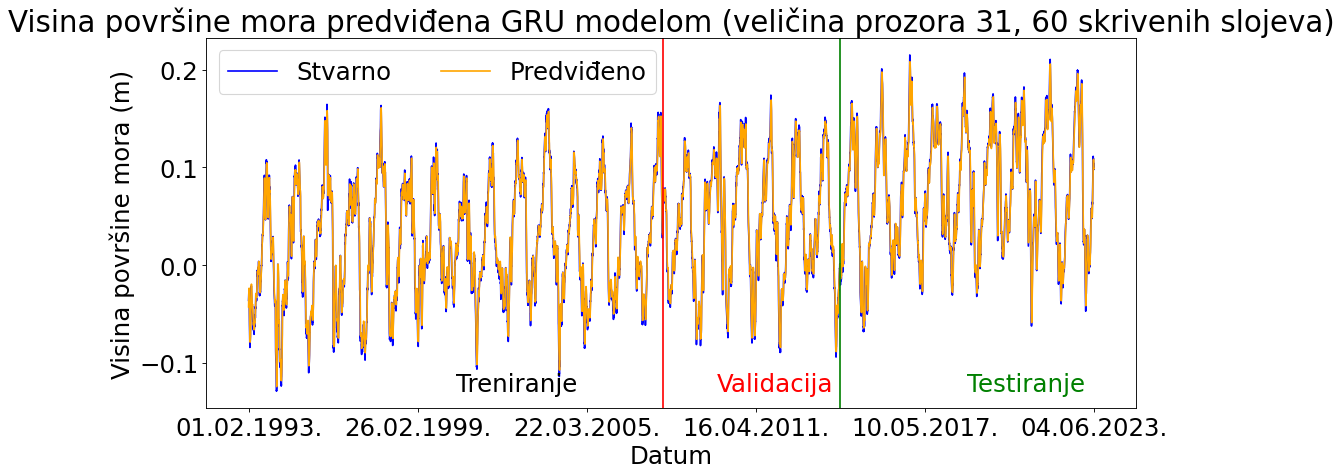 Visina površine mora predviđena GRU modelom (veličina prozora 31, 60 skrivenih slojeva)
Stvarno
Predviđeno
Visina površine mora (m)
0.2
0.1
0.0
−0.1
Treniranje
Validacija
Testiranje
01.02.1993.
26.02.1999.
22.03.2005.
16.04.2011.
10.05.2017.
04.06.2023.
Datum